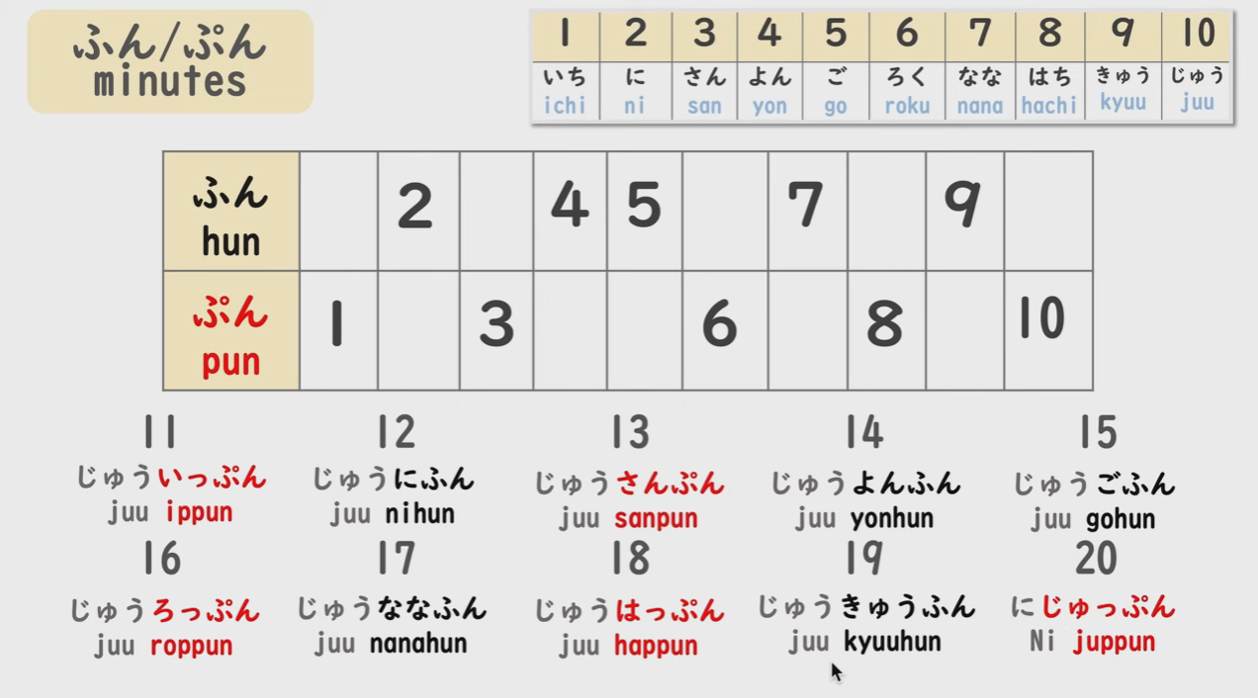 ふん/ぷん
minutes
1 2 3 4 5 6 7 8 9 10
いち に さん よん ご ろく なな はち きゅう じゅう
ichi ni san yon go roku nana hachi kyuu juu
ふん 2 4 5 7 9
hun
ぷん 1 3 6 8 10
pun
11 12 13 14 15
じゅういっぷん じゅうにふん じゅうさんぷん じゅうよんふん じゅうごふん
juu ippun juu nihun juu sanpun juu yonhun juu gohun
16 17 18 19 20
じゅうろっぷん じゅうななふん じゅうはっぷん じゅうきゅうふん にじゅっぷん
juu roppun juu nanahun juu happun juu kyuuhun Ni juppun